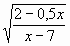 √((2 − 0,5x)/(x − 7))